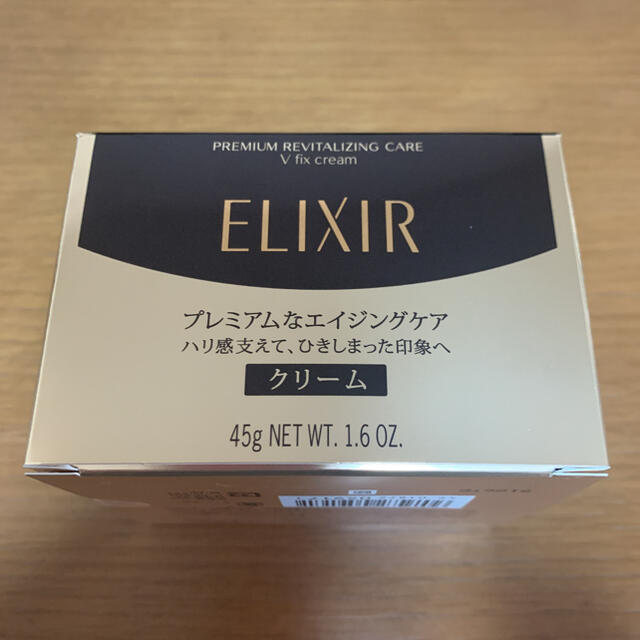 PREMIUM REVITALIZING CARE
V fix cream
ELIXIR
プレミアムなエイジングケア
ハリ感支えて、ひきしまった印象へ
クリーム
45g NET WT. 1.6 OZ.